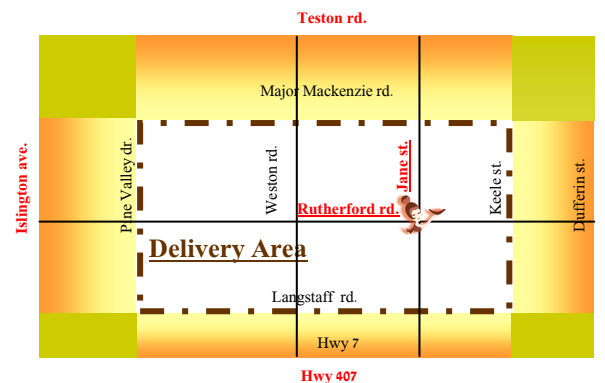 Teston rd.
Major Mackenzie rd.
Islington ave.
Pine Valley dr.
Weston rd.
Jane st.
Keele st.
Dufferin st.
Rutherford rd.
Delivery Area
Langstaff rd.
Hwy 7
Hwy 407